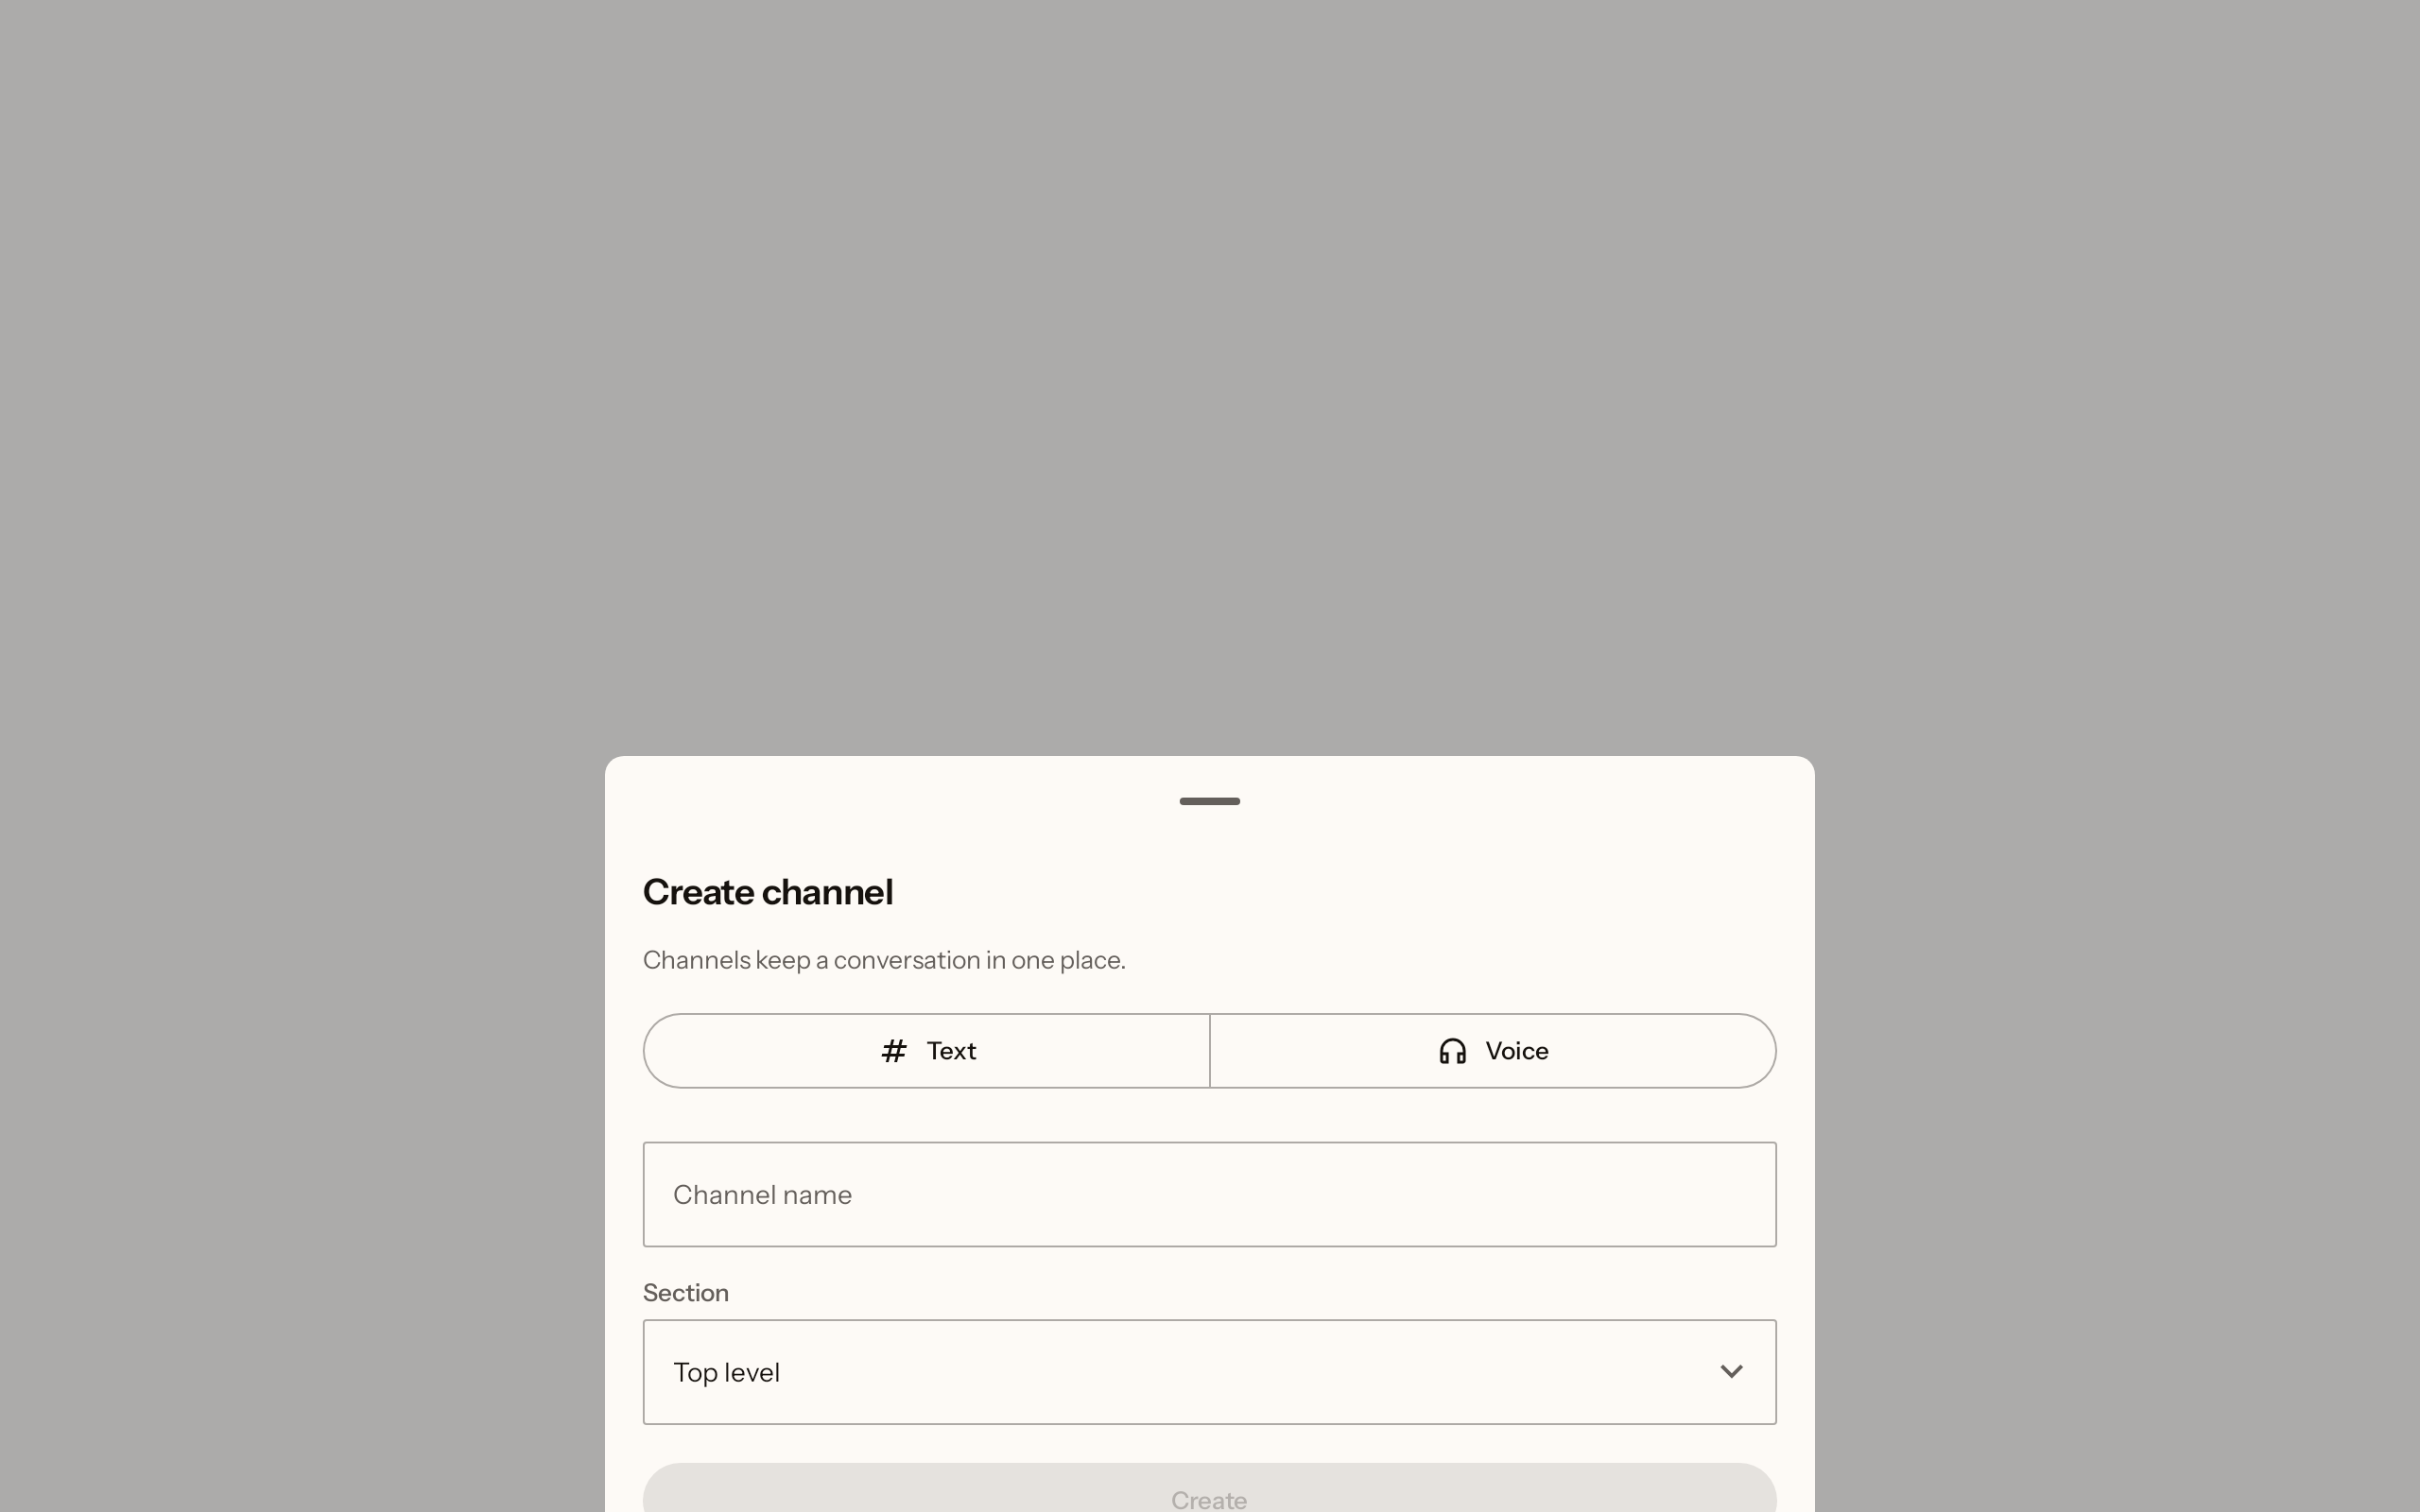 Create channel
Channels keep a conversation in one place.
# Text
Voice
Channel name
Section
Top level
Create